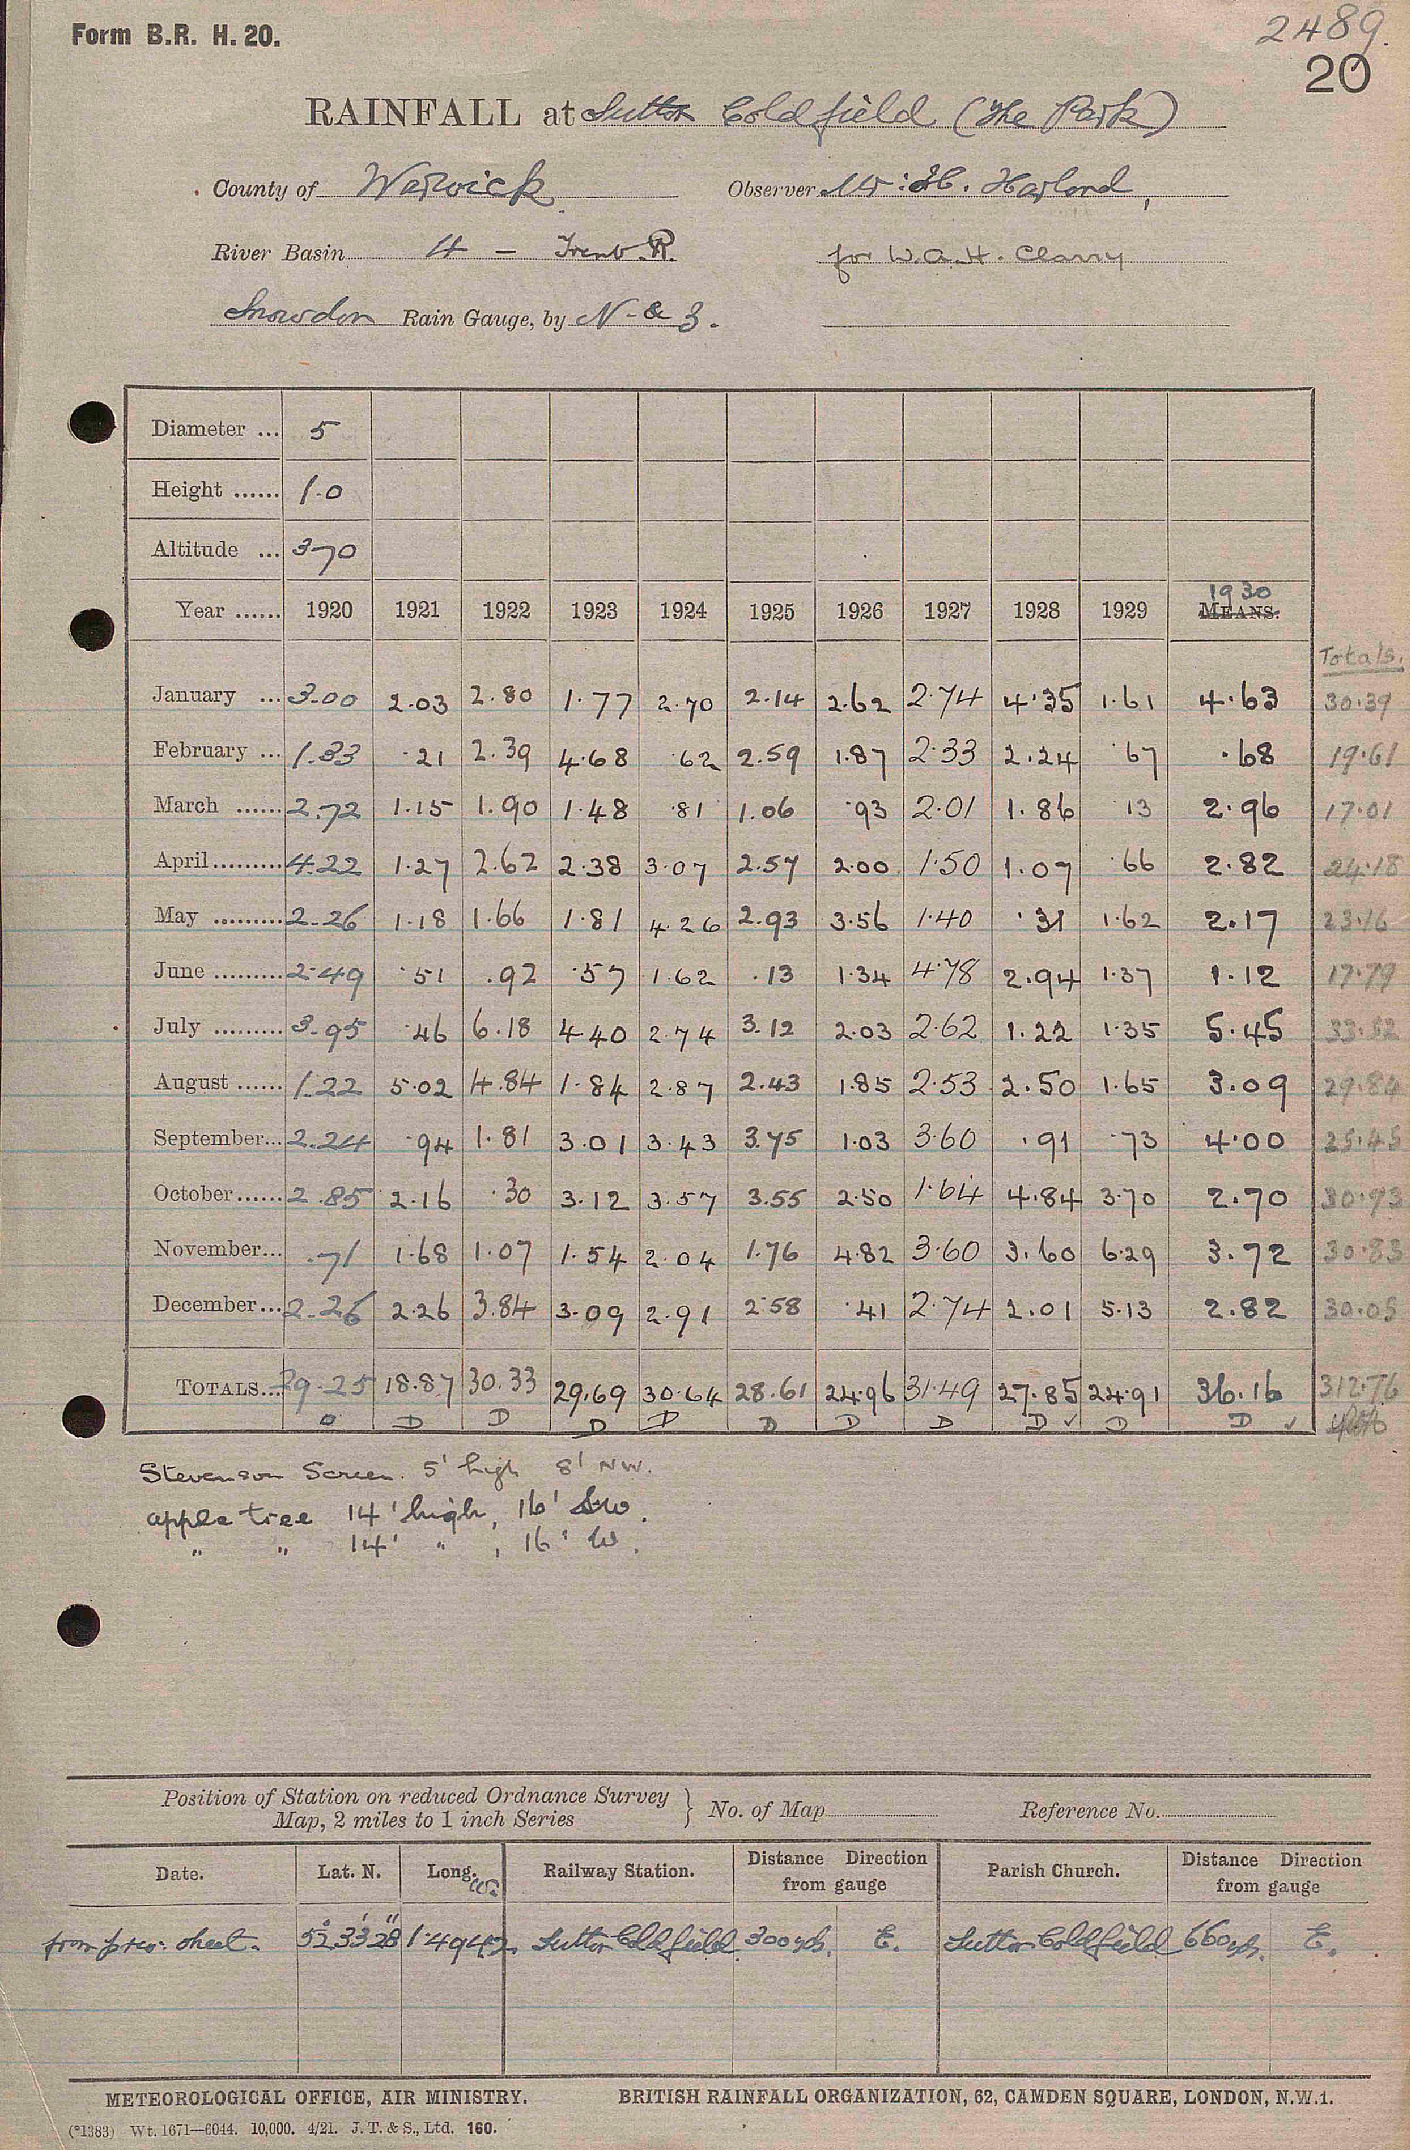 Form B.R. H. 20.
2489.
20
RAINFALL at Sutton Coldfield (The Park)
County of Warwick Observer Mr: H. Harland,
River Basin 4 – Trent R. for W.A.H. Clarry
Snowdon Rain Gauge, by N. & Z.
Diameter ... 5
Height ...... 1.0
Altitude ... 370
1930
Year ...... 1920 1921 1922 1923 1924 1925 1926 1927 1928 1929 MEANS.
Totals.
January ... 3.00 2.03 2.80 1.77 2.70 2.14 2.62 2.74 4.35 1.61 4.63 30.39
February ... 1.33 .21 2.39 4.68 .62 2.59 1.87 2.33 2.24 .67 .68 19.61
March ...... 2.72 1.15 1.90 1.48 .81 1.06 .93 2.01 1.86 .13 2.96 17.01
April ......... 4.22 1.27 2.62 2.38 3.07 2.57 2.00 1.50 1.07 .66 2.82 24.18
May ......... 2.26 1.18 1.66 1.81 4.26 2.93 3.56 1.40 .31 1.62 2.17 23.16
June ......... 2.49 .51 .92 .57 1.62 .13 1.34 4.78 2.94 1.37 1.12 17.79
July ......... 3.95 .46 6.18 4.40 2.74 3.12 2.03 2.62 1.22 1.35 5.45 33.52
August ...... 1.22 5.02 4.84 1.84 2.87 2.43 1.85 2.53 2.50 1.65 3.09 29.84
September... 2.24 .94 1.81 3.01 3.43 3.75 1.03 3.60 .91 .73 4.00 25.45
October ...... 2.85 2.16 .30 3.12 3.57 3.55 2.50 1.64 4.84 3.70 2.70 30.93
November... .71 1.68 1.07 1.54 2.04 1.76 4.82 3.60 3.60 6.29 3.72 30.83
December... 2.26 2.26 3.84 3.09 2.91 2.58 .41 2.74 2.01 5.13 2.82 30.05
TOTALS... 29.25 18.87 30.33 29.69 30.64 28.61 24.96 31.49 27.85 24.91 36.16 312.76
D D D D D D D D D ✓ D D ✓
Stevenson Screen. 5' high 8' NW.
apple tree 14' high, 16' SW.
" " 14' " , 16' W.
Position of Station on reduced Ordnance Survey
Map, 2 miles to 1 inch Series } No. of Map Reference No.
Date. Lat. N. Long. W. Railway Station. Distance Direction from gauge Parish Church. Distance Direction from gauge
from prev: sheet. 52° 33' 28" 1.49.42. Sutton Coldfield 300 yds. E. Sutton Coldfield 660 yds. E.
METEOROLOGICAL OFFICE, AIR MINISTRY. BRITISH RAINFALL ORGANIZATION, 62, CAMDEN SQUARE, LONDON, N.W.1.
(*1383) Wt. 1671—6044. 10,000. 4/21. J. T. & S., Ltd. 160.